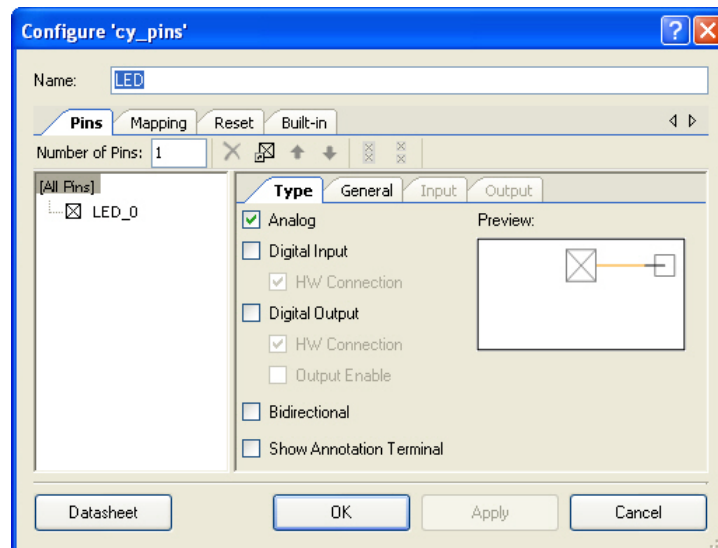 Configure 'cy_pins'
Name: LED
Pins Mapping Reset Built-in
Number of Pins: 1
[All Pins]
LED_0
Type General Input Output
Analog
Preview:
Digital Input
HW Connection
Digital Output
HW Connection
Output Enable
Bidirectional
Show Annotation Terminal
Datasheet OK Apply Cancel